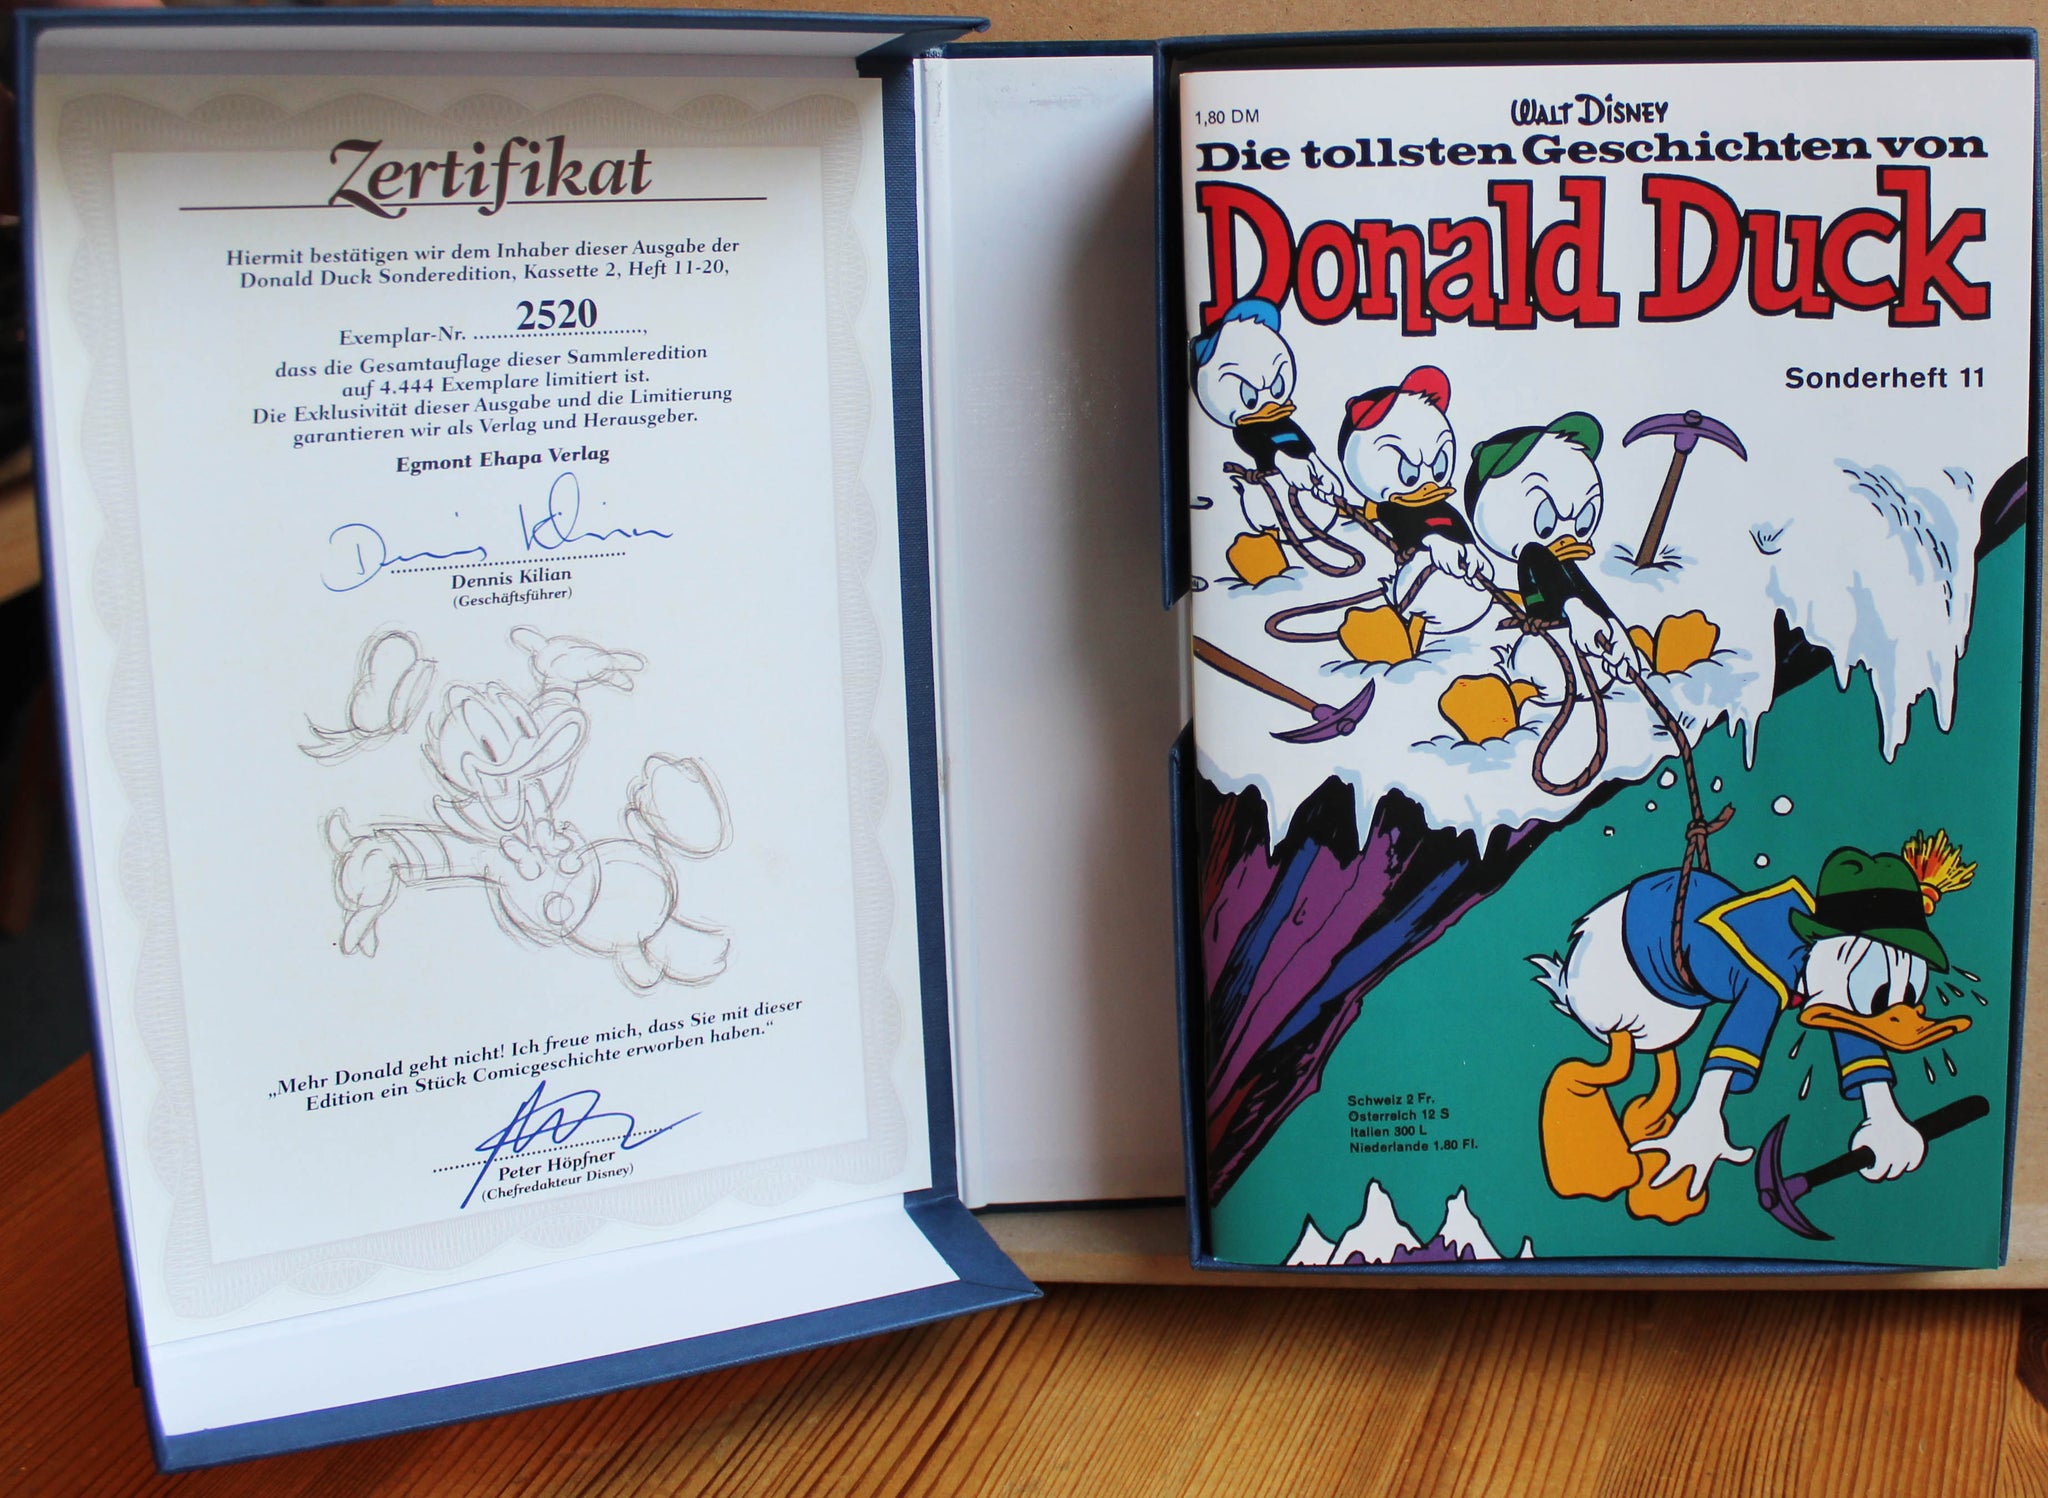 Zertifikat
Hiermit bestätigen wir dem Inhaber dieser Ausgabe der
Donald Duck Sonderedition, Kassette 2, Heft 11-20,
Exemplar-Nr. ....2520....,
dass die Gesamtauflage dieser Sammleredition
auf 4.444 Exemplare limitiert ist.
Die Exklusivität dieser Ausgabe und die Limitierung
garantieren wir als Verlag und Herausgeber.
Egmont Ehapa Verlag
Dennis Kilian
Dennis Kilian
(Geschäftsführer)
„Mehr Donald geht nicht! Ich freue mich, dass Sie mit dieser
Edition ein Stück Comicgeschichte erworben haben.“
Peter Höpfner
(Chefredakteur Disney)
1,80 DM
WALT DISNEY
Die tollsten Geschichten von
Donald Duck
Sonderheft 11
Schweiz 2 Fr.
Österreich 12 S
Italien 300 L
Niederlande 1.80 Fl.